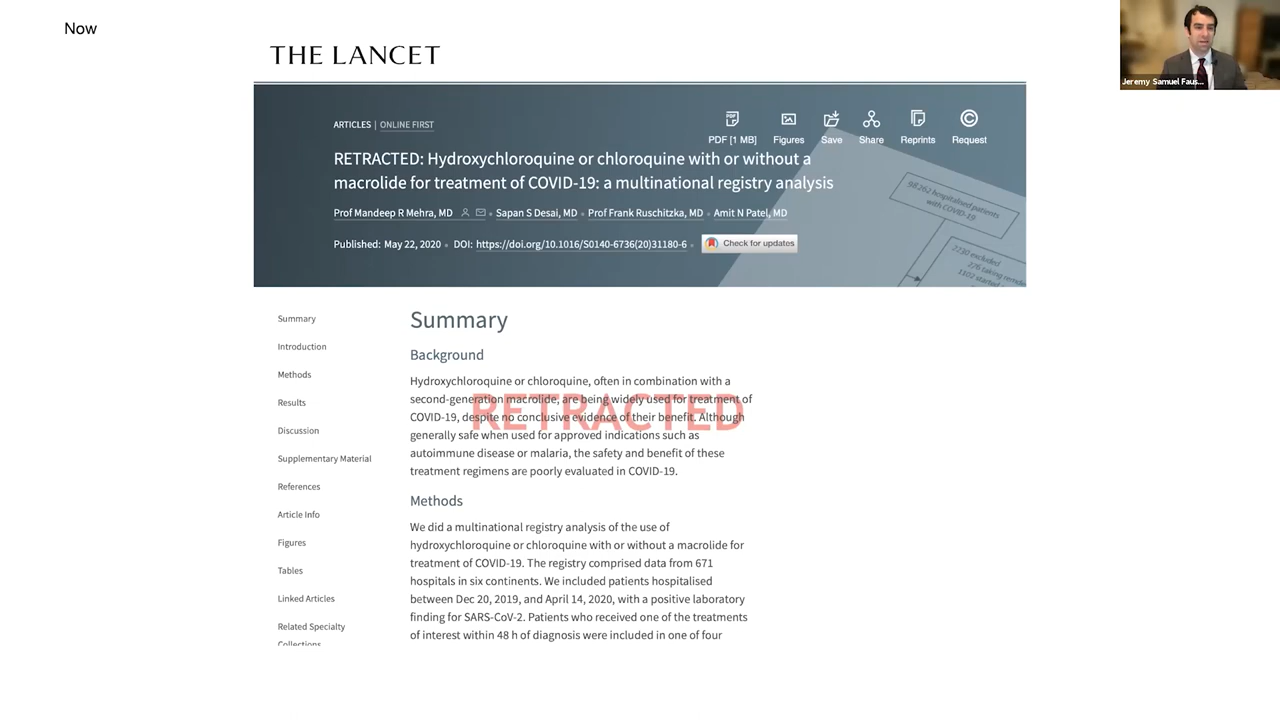 Now
Jeremy Samuel Faus...
THE LANCET
ARTICLES | ONLINE FIRST
PDF [1 MB]
Figures
Save
Share
Reprints
Request
RETRACTED: Hydroxychloroquine or chloroquine with or without a
macrolide for treatment of COVID-19: a multinational registry analysis
Prof Mandeep R Mehra, MD • Sapan S Desai, MD • Prof Frank Ruschitzka, MD • Amit N Patel, MD
Published: May 22, 2020 • DOI: https://doi.org/10.1016/S0140-6736(20)31180-6 • Check for updates
98262 hospitalised patients
with COVID-19
2230 excluded
Summary
Introduction
Methods
Results
Discussion
Supplementary Material
References
Article Info
Figures
Tables
Linked Articles
Related Specialty
Collections
Summary
Background
Hydroxychloroquine or chloroquine, often in combination with a
second-generation macrolide, are being widely used for treatment of
COVID-19, despite no conclusive evidence of their benefit. Although
generally safe when used for approved indications such as
autoimmune disease or malaria, the safety and benefit of these
treatment regimens are poorly evaluated in COVID-19.
RETRACTED
Methods
We did a multinational registry analysis of the use of
hydroxychloroquine or chloroquine with or without a macrolide for
treatment of COVID-19. The registry comprised data from 671
hospitals in six continents. We included patients hospitalised
between Dec 20, 2019, and April 14, 2020, with a positive laboratory
finding for SARS-CoV-2. Patients who received one of the treatments
of interest within 48 h of diagnosis were included in one of four